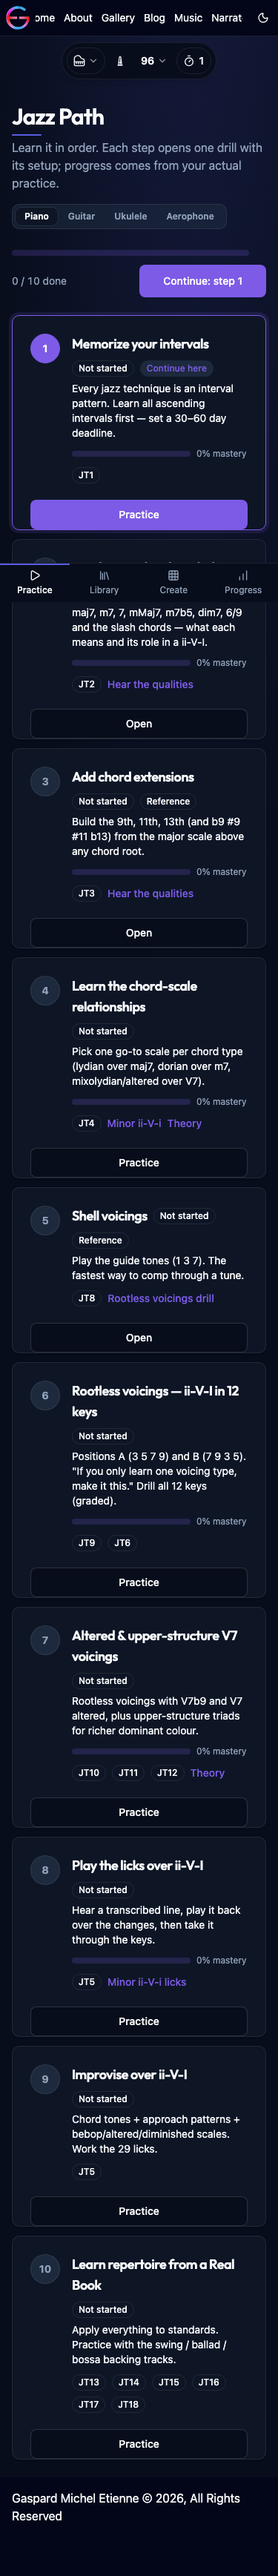 ome About Gallery Blog Music Narrat
96 1
Jazz Path
Learn it in order. Each step opens one drill with
its setup; progress comes from your actual
practice.
Piano Guitar Ukulele Aerophone
0 / 10 done
Continue: step 1
1
Memorize your intervals
Not started Continue here
Every jazz technique is an interval
pattern. Learn all ascending
intervals first — set a 30–60 day
deadline.
0% mastery
JT1
Practice
Practice Library Create Progress
maj7, m7, 7, mMaj7, m7b5, dim7, 6/9
and the slash chords — what each
means and its role in a ii-V-I.
0% mastery
JT2 Hear the qualities
Open
3
Add chord extensions
Not started Reference
Build the 9th, 11th, 13th (and b9 #9
#11 b13) from the major scale above
any chord root.
0% mastery
JT3 Hear the qualities
Open
4
Learn the chord-scale
relationships
Not started
Pick one go-to scale per chord type
(lydian over maj7, dorian over m7,
mixolydian/altered over V7).
0% mastery
JT4 Minor ii-V-i Theory
Practice
5
Shell voicings Not started
Reference
Play the guide tones (1 3 7). The
fastest way to comp through a tune.
JT8 Rootless voicings drill
Open
6
Rootless voicings — ii-V-I in 12
keys
Not started
Positions A (3 5 7 9) and B (7 9 3 5).
"If you only learn one voicing type,
make it this." Drill all 12 keys
(graded).
0% mastery
JT9 JT6
Practice
7
Altered & upper-structure V7
voicings
Not started
Rootless voicings with V7b9 and V7
altered, plus upper-structure triads
for richer dominant colour.
0% mastery
JT10 JT11 JT12 Theory
Practice
8
Play the licks over ii-V-I
Not started
Hear a transcribed line, play it back
over the changes, then take it
through the keys.
0% mastery
JT5 Minor ii-V-i licks
Practice
9
Improvise over ii-V-I
Not started
Chord tones + approach patterns +
bebop/altered/diminished scales.
Work the 29 licks.
JT5
Practice
10
Learn repertoire from a Real
Book
Not started
Apply everything to standards.
Practice with the swing / ballad /
bossa backing tracks.
JT13 JT14 JT15 JT16
JT17 JT18
Practice
Gaspard Michel Etienne © 2026, All Rights
Reserved